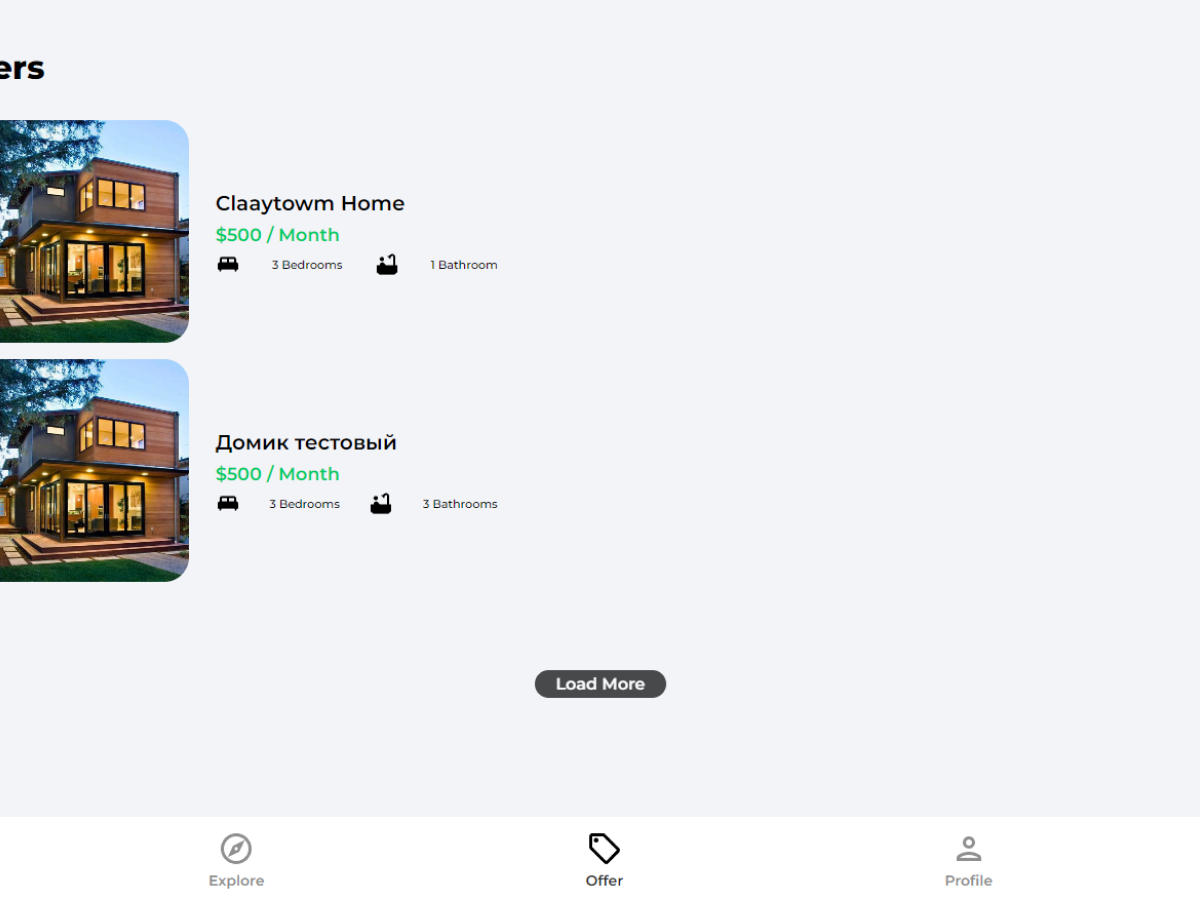 ers
Claaytowm Home
$500 / Month
3 Bedrooms 1 Bathroom
Домик тестовый
$500 / Month
3 Bedrooms 3 Bathrooms
Load More
Explore Offer Profile